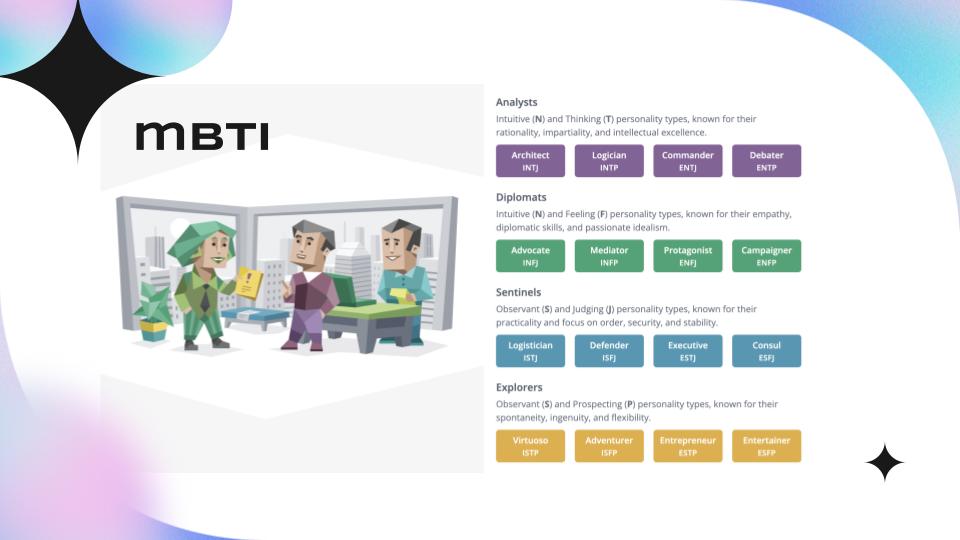 mBTI
Analysts
Intuitive (N) and Thinking (T) personality types, known for their
rationality, impartiality, and intellectual excellence.
Architect Logician Commander Debater
INTJ INTP ENTJ ENTP
Diplomats
Intuitive (N) and Feeling (F) personality types, known for their empathy,
diplomatic skills, and passionate idealism.
Advocate Mediator Protagonist Campaigner
INFJ INFP ENFJ ENFP
Sentinels
Observant (S) and Judging (J) personality types, known for their
practicality and focus on order, security, and stability.
Logistician Defender Executive Consul
ISTJ ISFJ ESTJ ESFJ
Explorers
Observant (S) and Prospecting (P) personality types, known for their
spontaneity, ingenuity, and flexibility.
Virtuoso Adventurer Entrepreneur Entertainer
ISTP ISFP ESTP ESFP